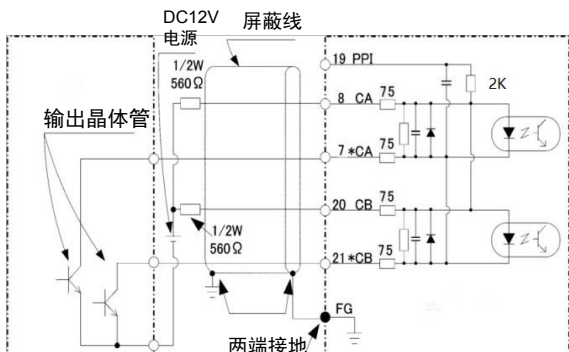 DC12V
电源
屏蔽线
1/2W
560Ω
19 PPI
2K
8 CA 75
输出晶体管
75
7 *CA
20 CB 75
1/2W
560Ω
75
21*CB
FG
两端接地